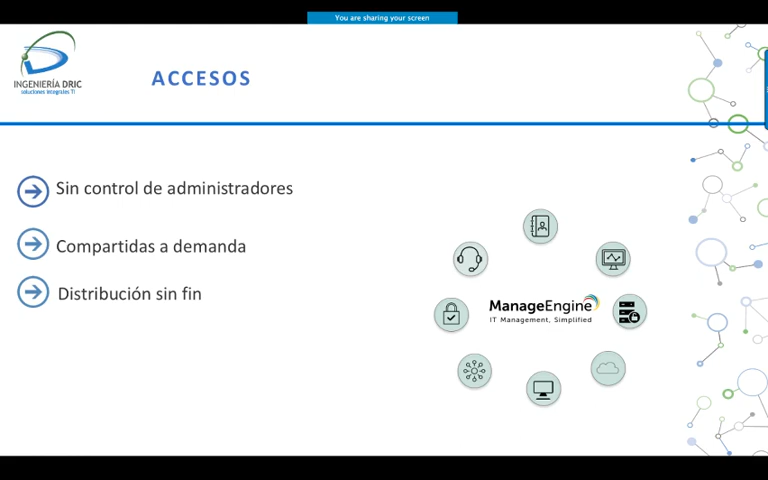 You are sharing your screen
INGENIERÍA DRIC
soluciones integrales TI
ACCESOS
Sin control de administradores
Compartidas a demanda
Distribución sin fin
ManageEngine
IT Management, Simplified